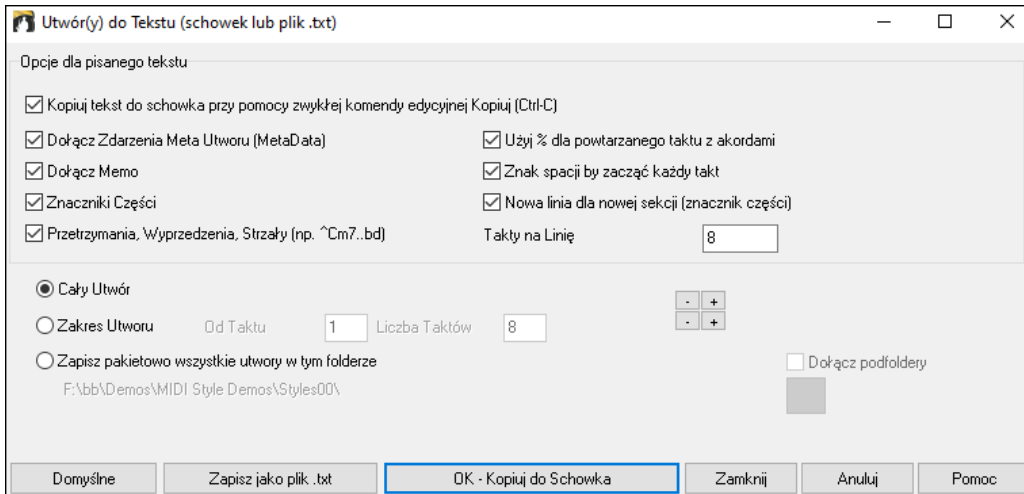 Utwór(y) do Tekstu (schowek lub plik .txt)
Opcje dla pisanego tekstu
Kopiuj tekst do schowka przy pomocy zwykłej komendy edycyjnej Kopiuj (Ctrl-C)
Dołącz Zdarzenia Meta Utworu (MetaData) Użyj % dla powtarzanego taktu z akordami
Dołącz Memo Znak spacji by zacząć każdy takt
Znaczniki Części Nowa linia dla nowej sekcji (znacznik części)
Przetrzymania, Wyprzedzenia, Strzały (np. ^Cm7..bd) Takty na Linię 8
Cały Utwór - +
Zakres Utworu Od Taktu 1 Liczba Taktów 8 - +
Zapisz pakietowo wszystkie utwory w tym folderze Dołącz podfoldery
F:\bb\Demos\MIDI Style Demos\Styles00\
Domyślne Zapisz jako plik .txt OK - Kopiuj do Schowka Zamknij Anuluj Pomoc